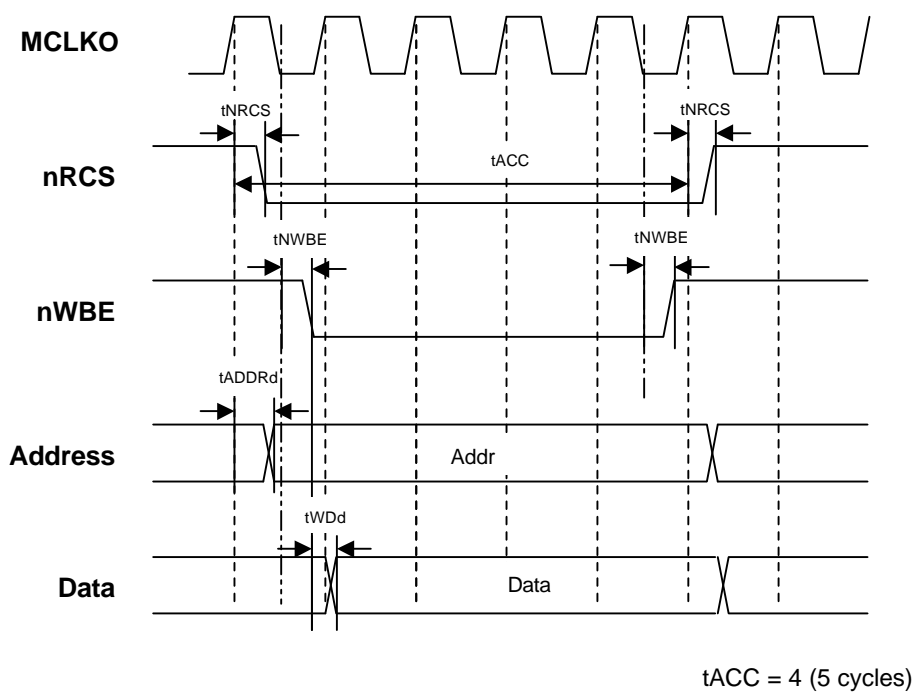 MCLKO
tNRCS
tNRCS
nRCS
tACC
tNWBE
tNWBE
nWBE
tADDRd
Address
Addr
tWDd
Data
Data
tACC = 4 (5 cycles)